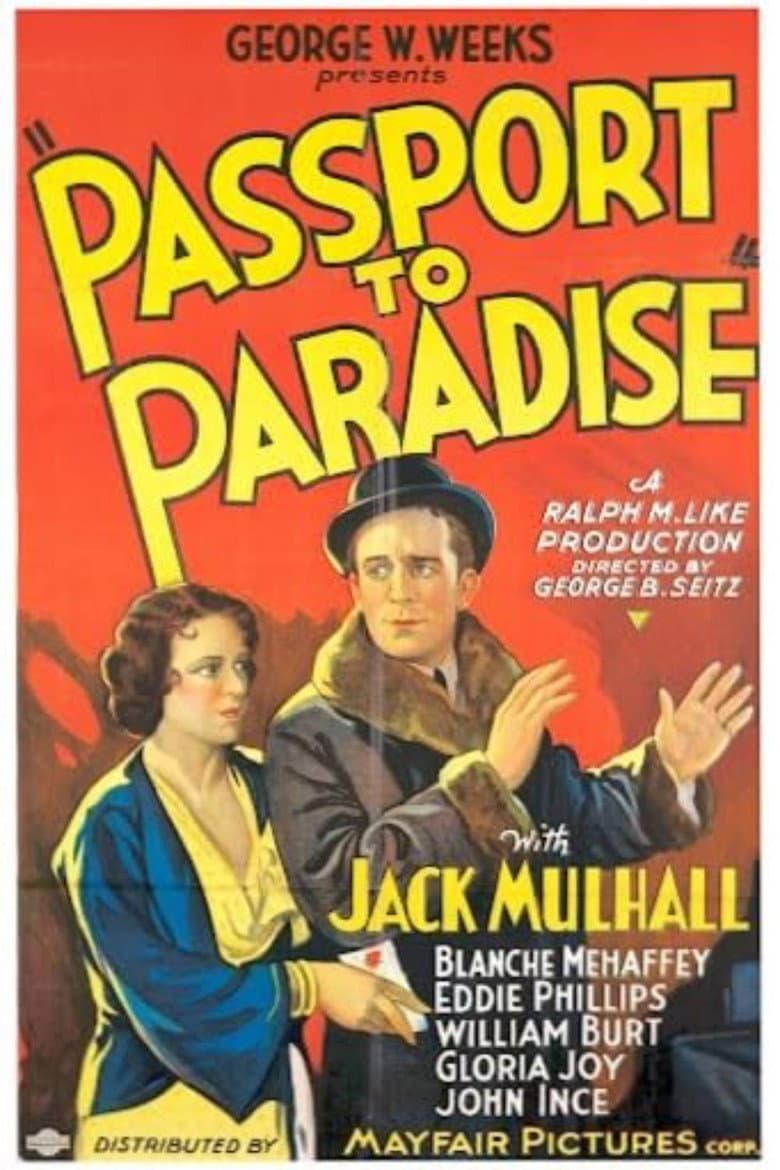 GEORGE W. WEEKS
presents
"PASSPORT
TO
PARADISE"
A
RALPH M. LIKE
PRODUCTION
DIRECTED BY
GEORGE B. SEITZ
With
JACK MULHALL
BLANCHE MEHAFFEY
EDDIE PHILLIPS
WILLIAM BURT
GLORIA JOY
JOHN INCE
DISTRIBUTED BY MAYFAIR PICTURES CORP.